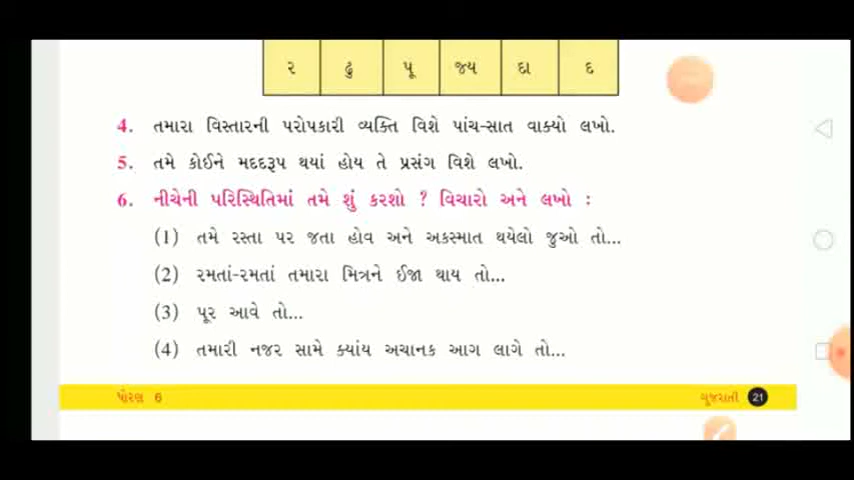 ર ઢુ પૂ જય દા દ
4. તમારા વિસ્તારની પરોપકારી વ્યક્તિ વિશે પાંચ-સાત વાક્યો લખો.
5. તમે કોઈને મદદરૂપ થયાં હોય તે પ્રસંગ વિશે લખો.
6. નીચેની પરિસ્થિતિમાં તમે શું કરશો ? વિચારો અને લખો :
(1) તમે રસ્તા પર જતા હોવ અને અકસ્માત થયેલો જુઓ તો...
(2) રમતાં-રમતાં તમારા મિત્રને ઈજા થાય તો...
(3) પૂર આવે તો...
(4) તમારી નજર સામે ક્યાંય અચાનક આગ લાગે તો...
ધોરણ 6 ગુજરાતી 21